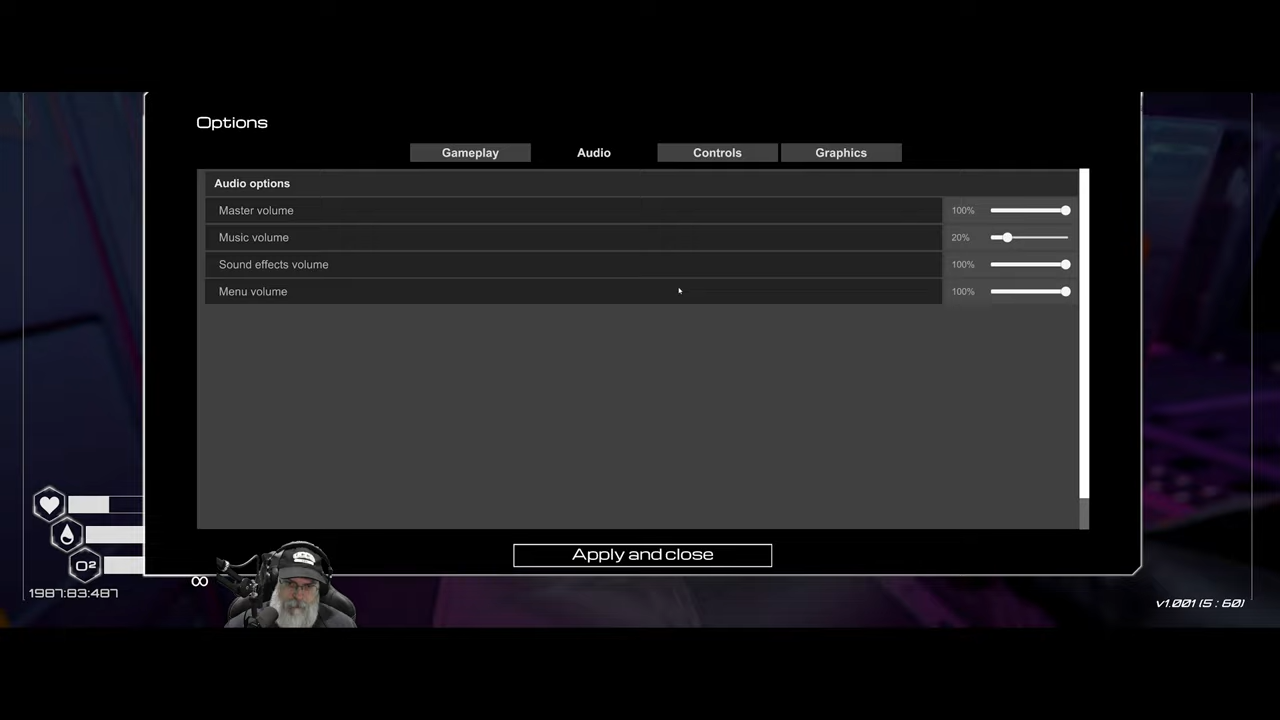 Options
Gameplay Audio Controls Graphics
Audio options
Master volume 100%
Music volume 20%
Sound effects volume 100%
Menu volume 100%
Apply and close
O²
∞
1987:83:487
v1.001 (5 : 60)